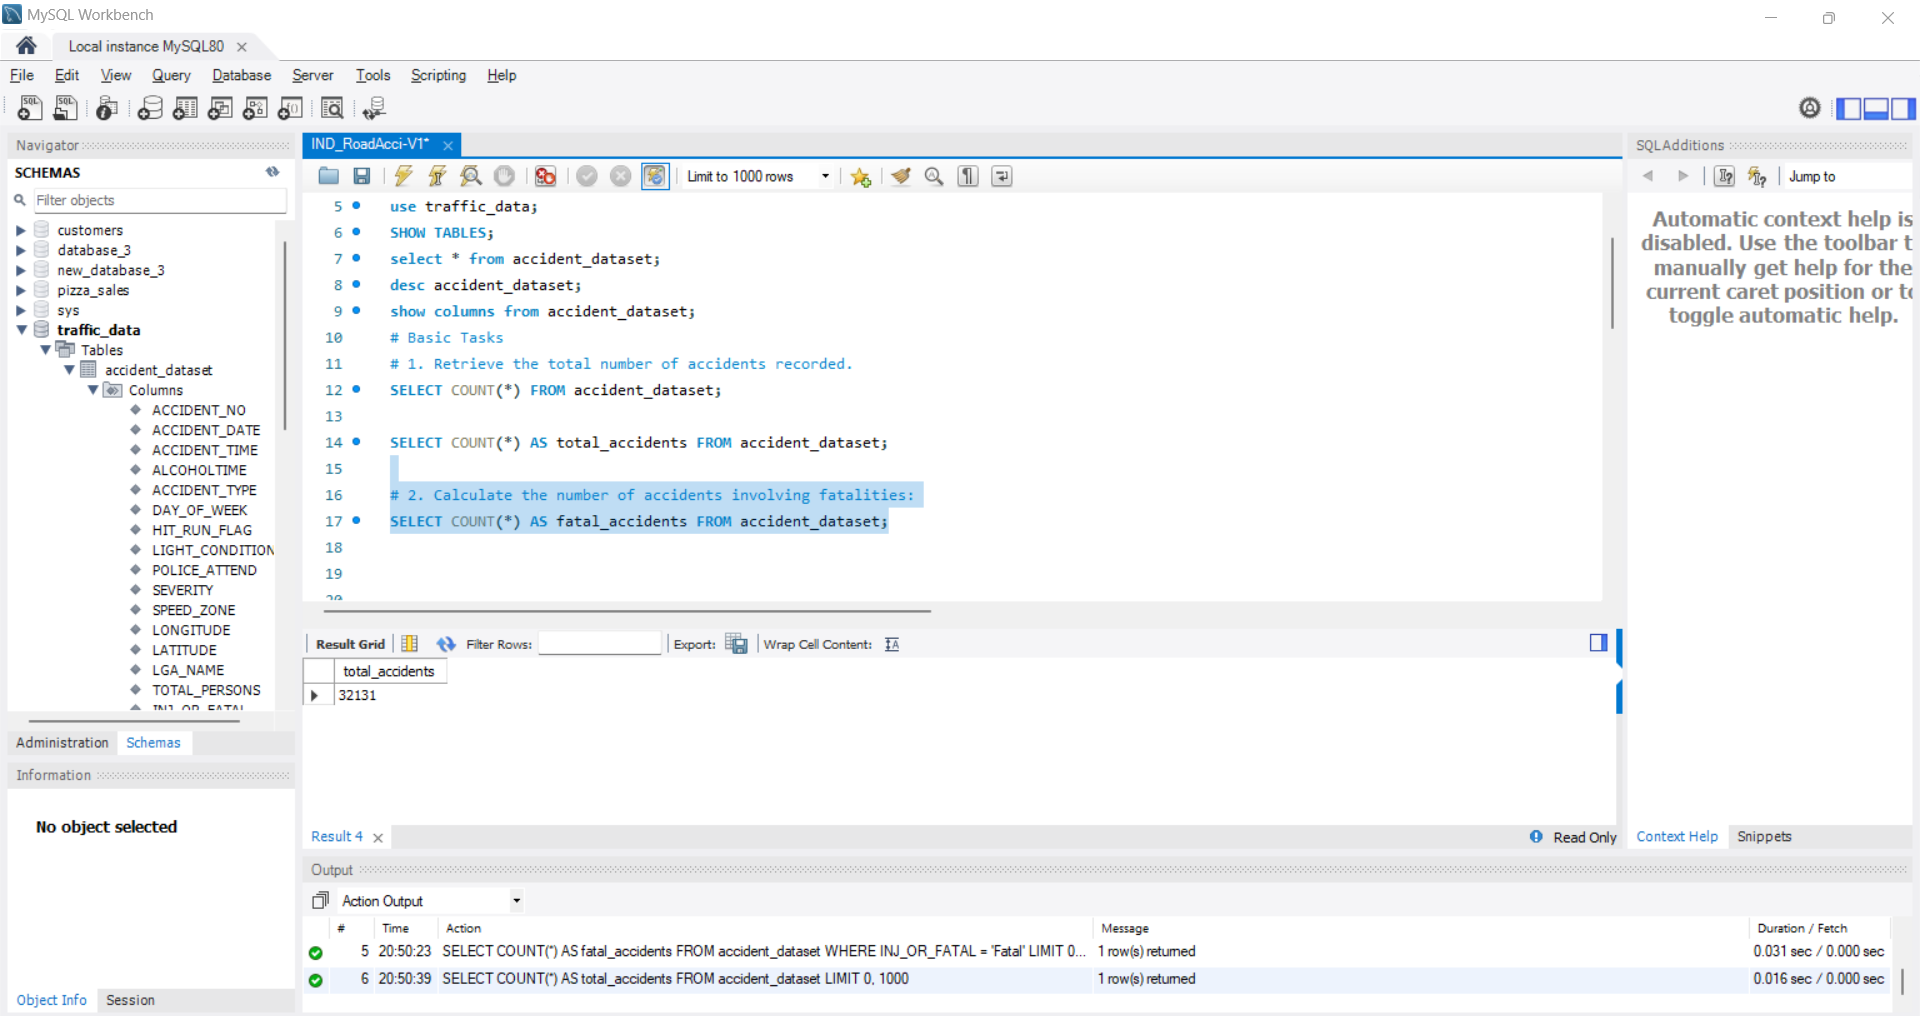 MySQL Workbench
Local instance MySQL80
File Edit View Query Database Server Tools Scripting Help
Navigator
SCHEMAS
Filter objects
customers
database_3
new_database_3
pizza_sales
sys
traffic_data
Tables
accident_dataset
Columns
ACCIDENT_NO
ACCIDENT_DATE
ACCIDENT_TIME
ALCOHOLTIME
ACCIDENT_TYPE
DAY_OF_WEEK
HIT_RUN_FLAG
LIGHT_CONDITION
POLICE_ATTEND
SEVERITY
SPEED_ZONE
LONGITUDE
LATITUDE
LGA_NAME
TOTAL_PERSONS
INJ_OR_FATAL
Administration Schemas
Information
No object selected
Object Info Session
IND_RoadAcci-V1*
Limit to 1000 rows
5 use traffic_data;
6 SHOW TABLES;
7 select * from accident_dataset;
8 desc accident_dataset;
9 show columns from accident_dataset;
10 # Basic Tasks
11 # 1. Retrieve the total number of accidents recorded.
12 SELECT COUNT(*) FROM accident_dataset;
13
14 SELECT COUNT(*) AS total_accidents FROM accident_dataset;
15
16 # 2. Calculate the number of accidents involving fatalities:
17 SELECT COUNT(*) AS fatal_accidents FROM accident_dataset;
18
19
20
Result Grid Filter Rows: Export: Wrap Cell Content:
total_accidents
32131
Result 4
Read Only
SQLAdditions
Jump to
Automatic context help is
disabled. Use the toolbar t
manually get help for the
current caret position or to
toggle automatic help.
Context Help Snippets
Output
Action Output
# Time Action Message Duration / Fetch
5 20:50:23 SELECT COUNT(*) AS fatal_accidents FROM accident_dataset WHERE INJ_OR_FATAL = 'Fatal' LIMIT 0... 1 row(s) returned 0.031 sec / 0.000 sec
6 20:50:39 SELECT COUNT(*) AS total_accidents FROM accident_dataset LIMIT 0, 1000 1 row(s) returned 0.016 sec / 0.000 sec